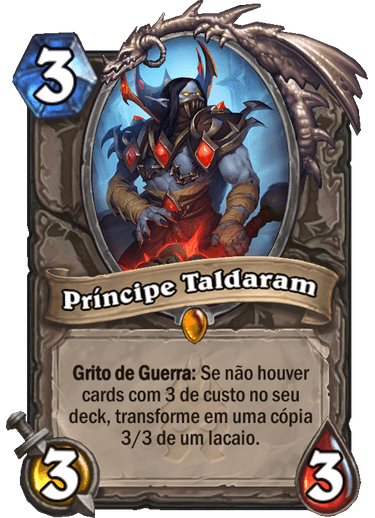 3
Príncipe Taldaram
Grito de Guerra: Se não houver
cards com 3 de custo no seu
deck, transforme em uma cópia
3/3 de um lacaio.
3
3